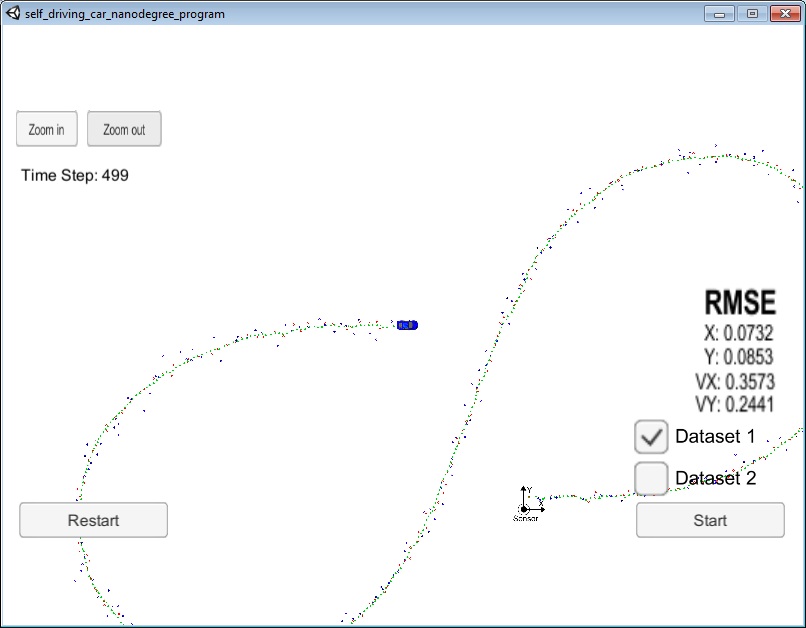 self_driving_car_nanodegree_program
Zoom in
Zoom out
Time Step: 499
RMSE
X: 0.0732
Y: 0.0853
VX: 0.3573
VY: 0.2441
Dataset 1
Dataset 2
Y
X
Sensor
Restart
Start